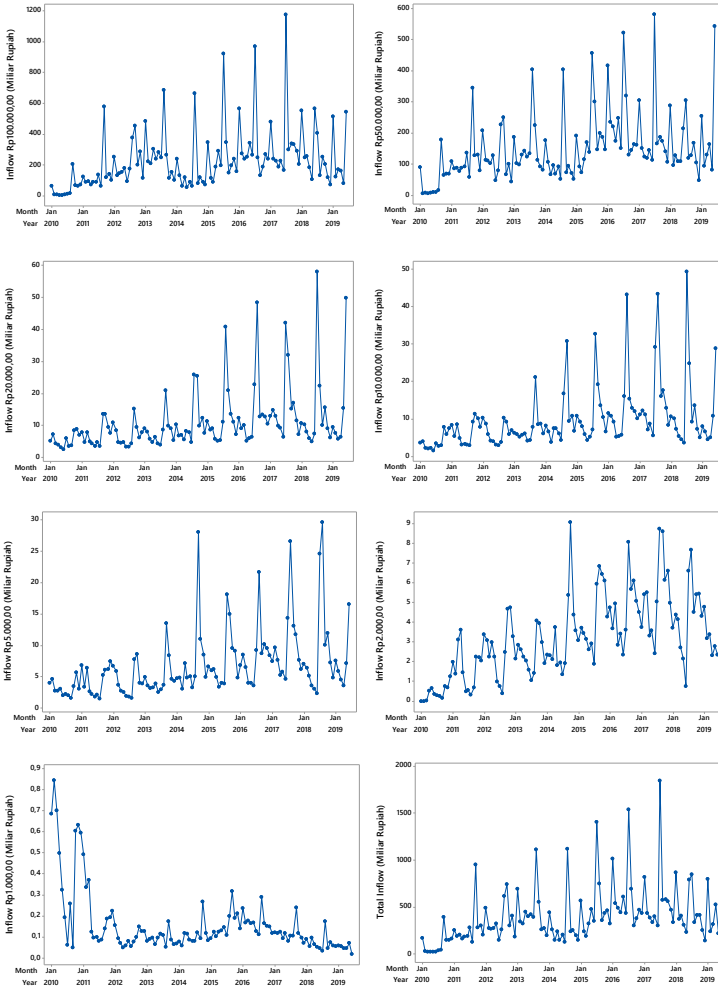 Inflow Rp100.000,00 (Miliar Rupiah)
1200
1000
800
600
400
200
0
Month Jan Jan Jan Jan Jan Jan Jan Jan Jan Jan
Year 2010 2011 2012 2013 2014 2015 2016 2017 2018 2019
Inflow Rp50.000,00 (Miliar Rupiah)
600
500
400
300
200
100
0
Month Jan Jan Jan Jan Jan Jan Jan Jan Jan Jan
Year 2010 2011 2012 2013 2014 2015 2016 2017 2018 2019
Inflow Rp20.000,00 (Miliar Rupiah)
60
50
40
30
20
10
0
Month Jan Jan Jan Jan Jan Jan Jan Jan Jan Jan
Year 2010 2011 2012 2013 2014 2015 2016 2017 2018 2019
Inflow Rp10.000,00 (Miliar Rupiah)
50
40
30
20
10
0
Month Jan Jan Jan Jan Jan Jan Jan Jan Jan Jan
Year 2010 2011 2012 2013 2014 2015 2016 2017 2018 2019
Inflow Rp5.000,00 (Miliar Rupiah)
30
25
20
15
10
5
0
Month Jan Jan Jan Jan Jan Jan Jan Jan Jan Jan
Year 2010 2011 2012 2013 2014 2015 2016 2017 2018 2019
Inflow Rp2.000,00 (Miliar Rupiah)
9
8
7
6
5
4
3
2
1
0
Month Jan Jan Jan Jan Jan Jan Jan Jan Jan Jan
Year 2010 2011 2012 2013 2014 2015 2016 2017 2018 2019
Inflow Rp1.000,00 (Miliar Rupiah)
0,9
0,8
0,7
0,6
0,5
0,4
0,3
0,2
0,1
0,0
Month Jan Jan Jan Jan Jan Jan Jan Jan Jan Jan
Year 2010 2011 2012 2013 2014 2015 2016 2017 2018 2019
Total Inflow (Miliar Rupiah)
2000
1500
1000
500
0
Month Jan Jan Jan Jan Jan Jan Jan Jan Jan Jan
Year 2010 2011 2012 2013 2014 2015 2016 2017 2018 2019